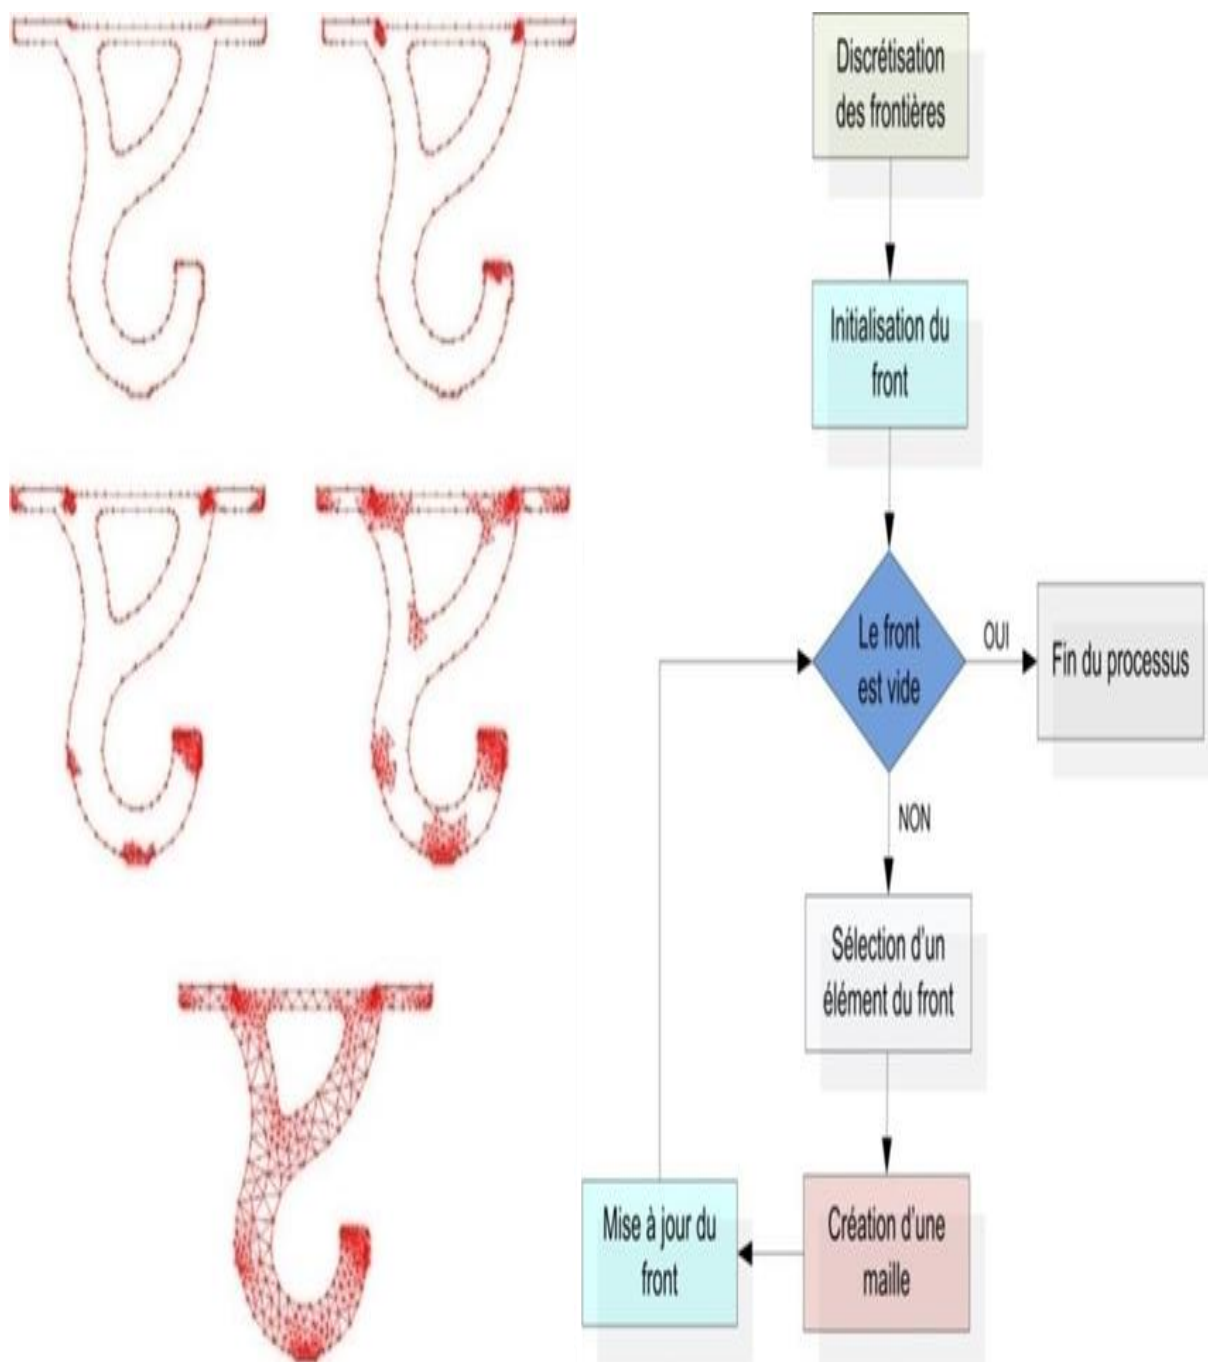 Discrétisation
des frontières
Initialisation du
front
Le front
est vide
OUI
Fin du processus
NON
Sélection d'un
élément du front
Création d'une
maille
Mise à jour du
front